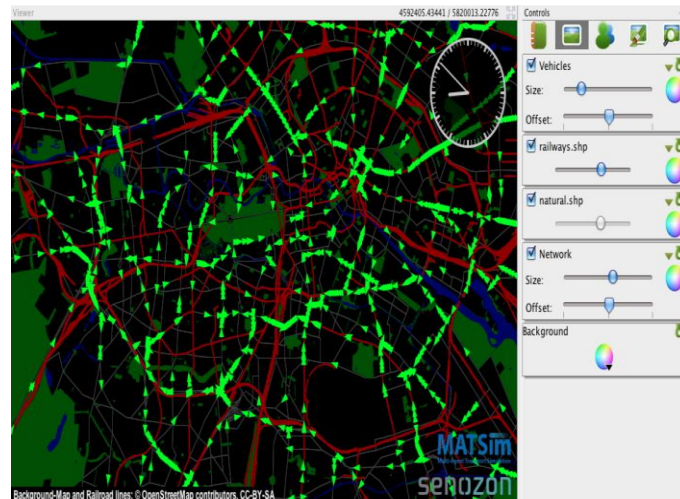 Viewer
4592405.43441 / 5820013.22776
Controls
Vehicles
Size:
Offset:
railways.shp
natural.shp
Network
Size:
Offset:
Background
MATSim
senozon
Background-Map and Railroad lines: © OpenStreetMap contributors, CC-BY-SA